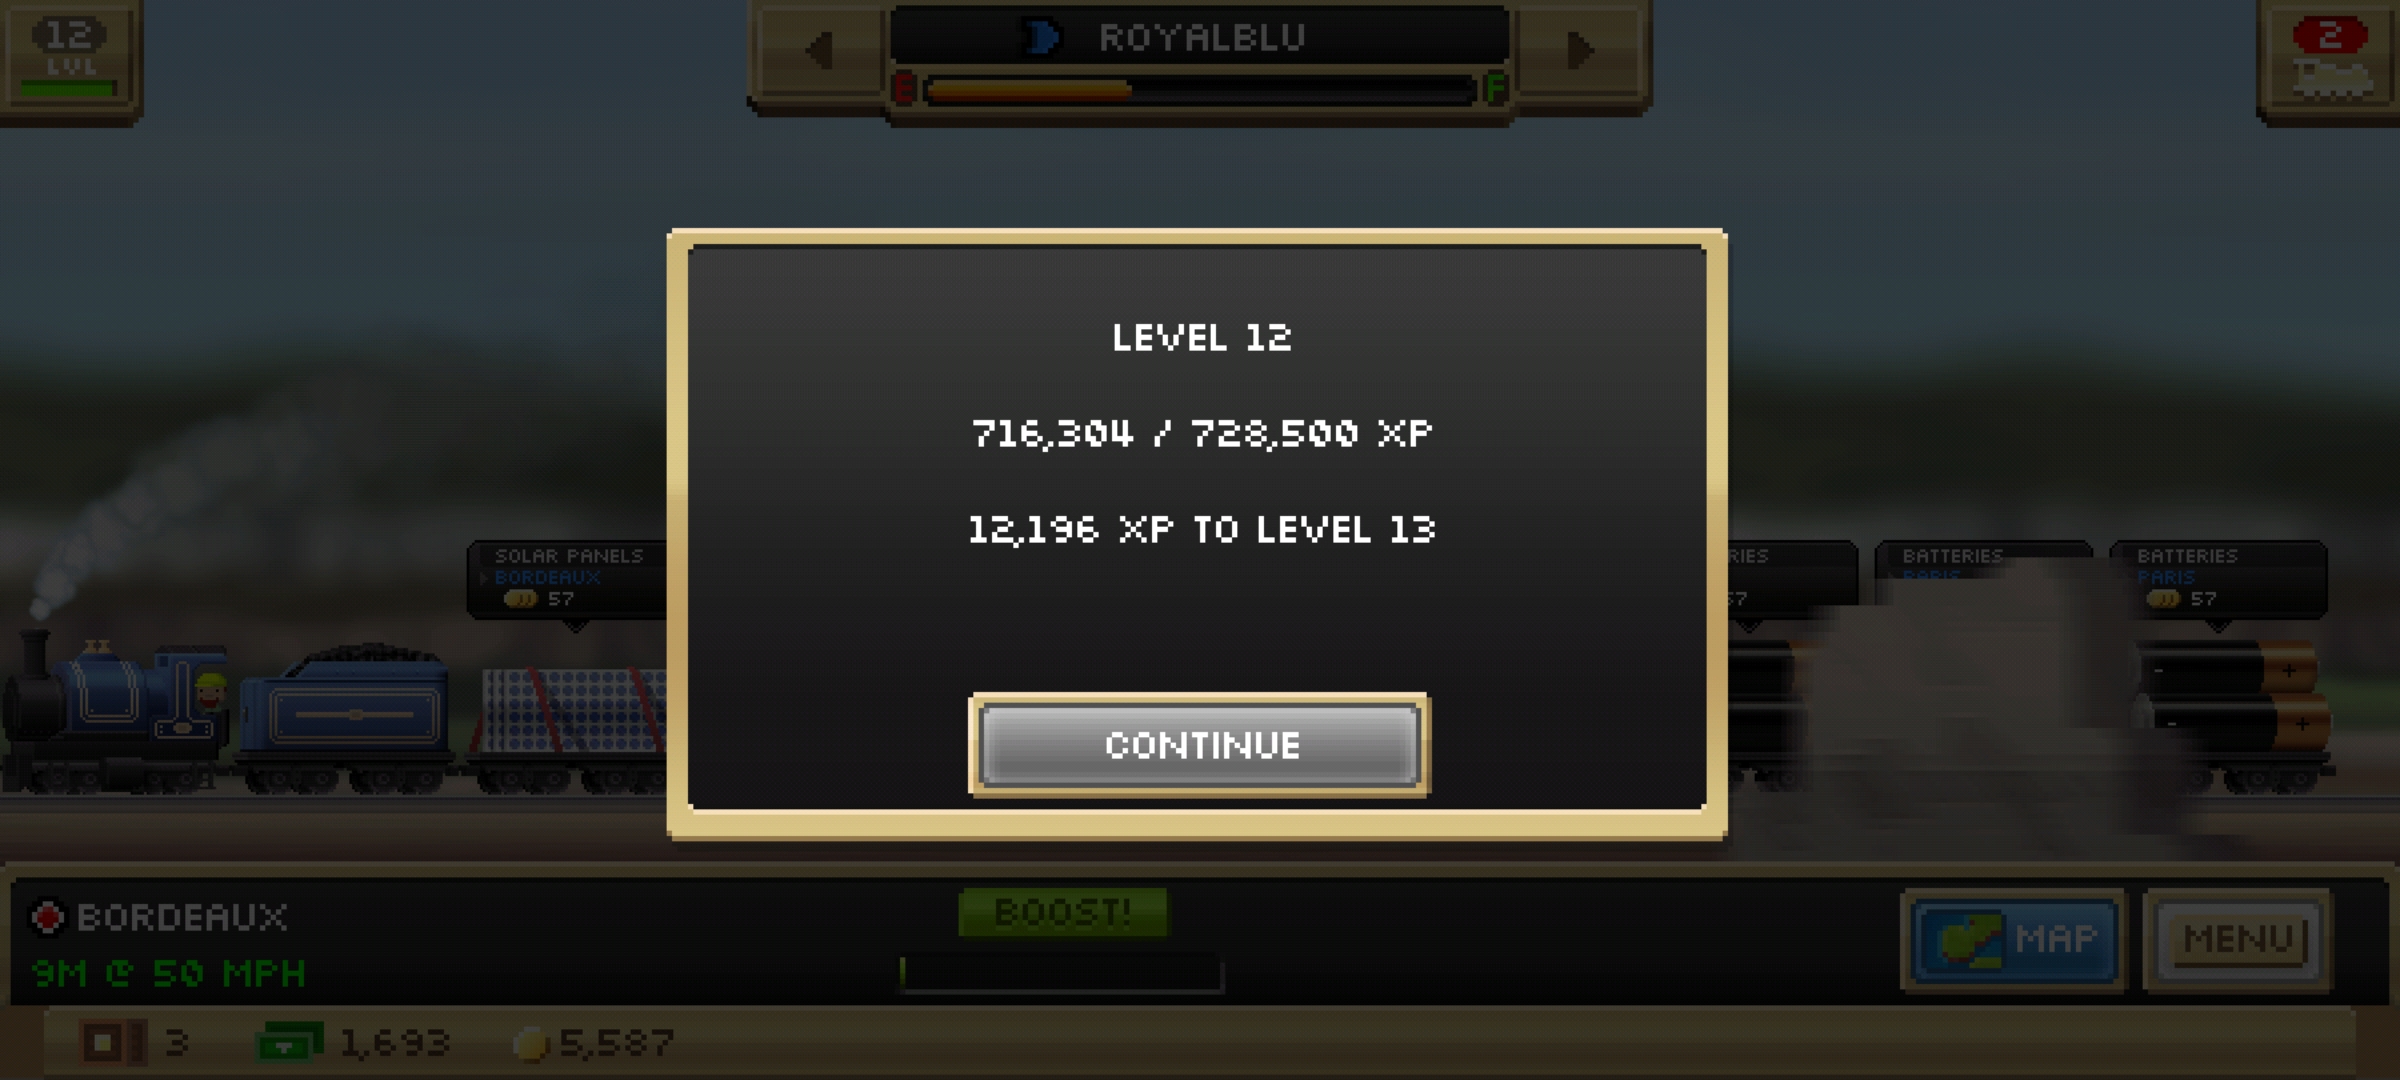 12
LVL
ROYALBLU
E
F
2
LEVEL 12
716,304 / 728,500 XP
12,196 XP TO LEVEL 13
CONTINUE
SOLAR PANELS
BORDEAUX
57
57
BATTERIES
PARIS
BATTERIES
PARIS
57
BORDEAUX
9M @ 50 MPH
BOOST!
MAP
MENU
3
1,693
5,587